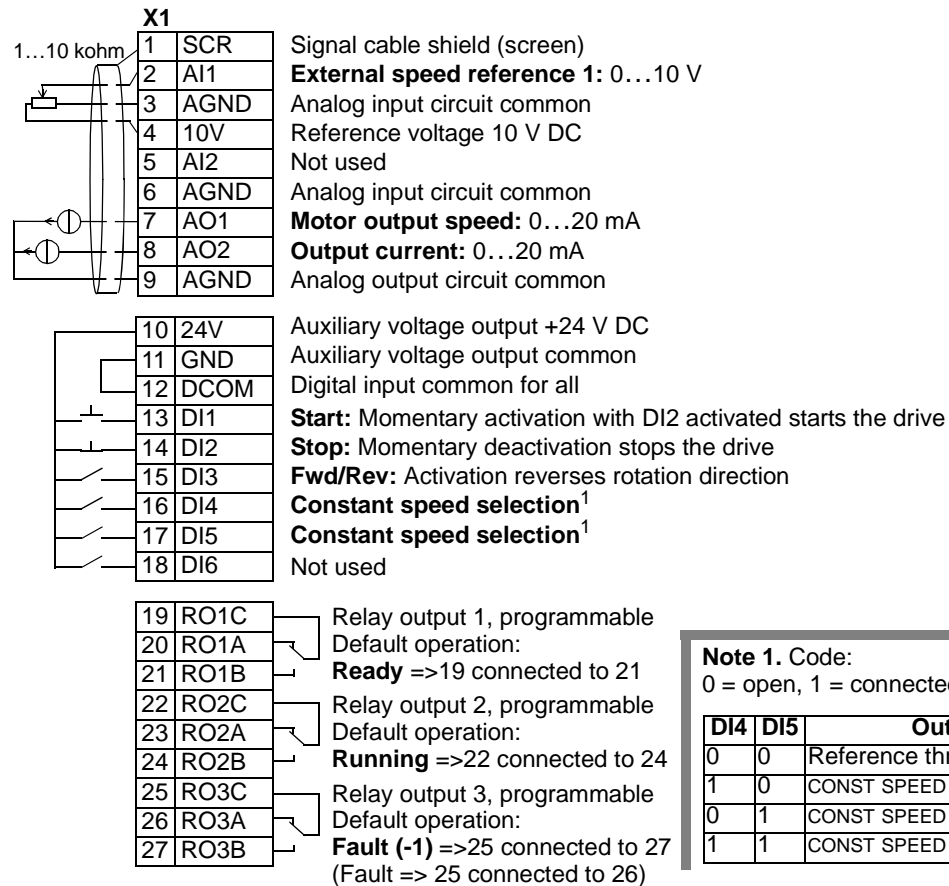 X1
1…10 kohm
1 SCR Signal cable shield (screen)
2 AI1 External speed reference 1: 0…10 V
3 AGND Analog input circuit common
4 10V Reference voltage 10 V DC
5 AI2 Not used
6 AGND Analog input circuit common
7 AO1 Motor output speed: 0…20 mA
8 AO2 Output current: 0…20 mA
9 AGND Analog output circuit common
10 24V Auxiliary voltage output +24 V DC
11 GND Auxiliary voltage output common
12 DCOM Digital input common for all
13 DI1 Start: Momentary activation with DI2 activated starts the drive
14 DI2 Stop: Momentary deactivation stops the drive
15 DI3 Fwd/Rev: Activation reverses rotation direction
16 DI4 Constant speed selection1
17 DI5 Constant speed selection1
18 DI6 Not used
19 RO1C Relay output 1, programmable
20 RO1A Default operation:
21 RO1B Ready =>19 connected to 21
22 RO2C Relay output 2, programmable
23 RO2A Default operation:
24 RO2B Running =>22 connected to 24
25 RO3C Relay output 3, programmable
26 RO3A Default operation:
27 RO3B Fault (-1) =>25 connected to 27
(Fault => 25 connected to 26)
Note 1. Code:
0 = open, 1 =
DI4 DI5
0 0 Reference
1 0 CONST SPEED
0 1 CONST SPEED
1 1 CONST SPEED